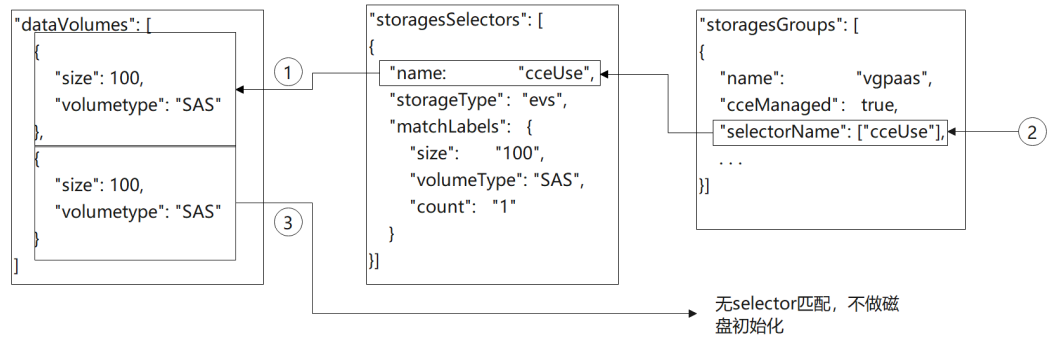 "dataVolumes": [
{
"size": 100,
"volumetype": "SAS"
},
{
"size": 100,
"volumetype": "SAS"
}
]
①
③
"storagesSelectors": [
{
"name: "cceUse",
"storageType": "evs",
"matchLabels": {
"size": "100",
"volumeType": "SAS",
"count": "1"
}
}]
"storagesGroups": [
{
"name": "vgpaas",
"cceManaged": true,
"selectorName": ["cceUse"],
. . .
}]
②
无selector匹配，不做磁
盘初始化